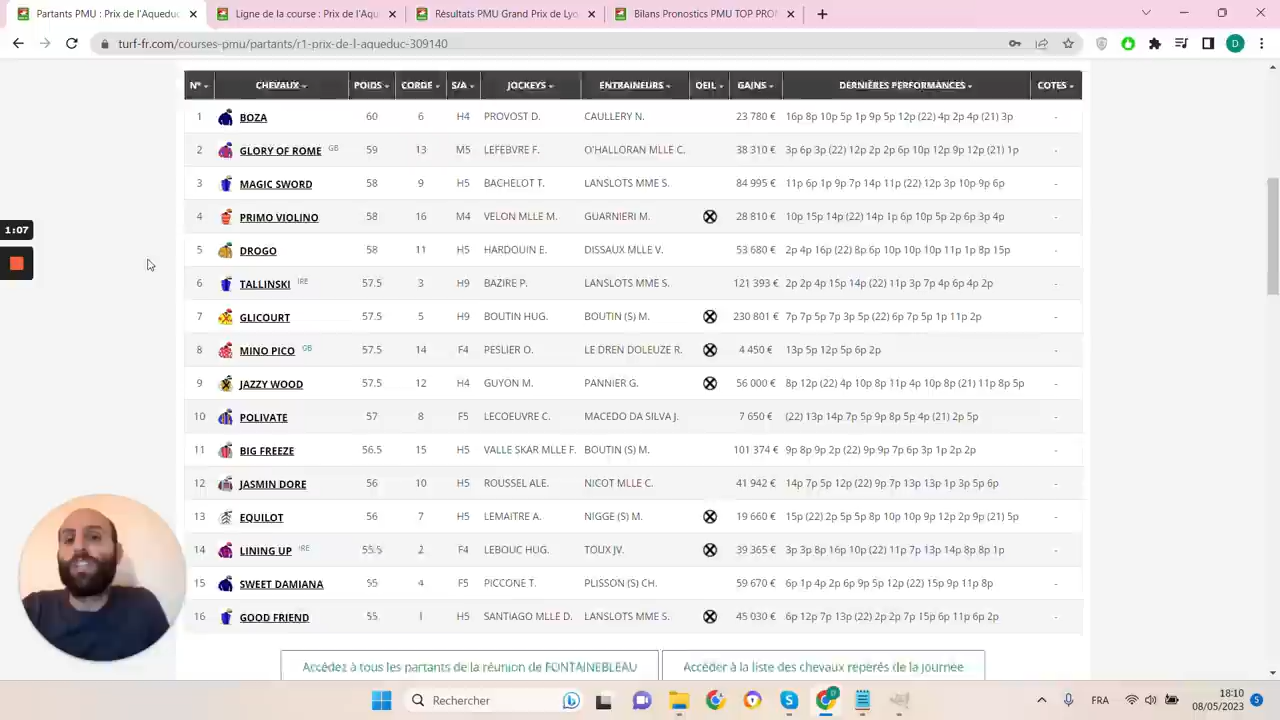 Partants PMU : Prix de l'Aqueduc
Ligne de la course : Prix de l'Aqu
Résultats PMU Grand Prix de Lyo
Bilans Pronostics PMU TOP PRON
turf-fr.com/courses-pmu/partants/r1-prix-de-l-aqueduc-309140
N° CHEVAUX POIDS CORDE S/A JOCKEYS ENTRAINEURS OEIL GAINS DERNIÈRES PERFORMANCES COTES
1 BOZA 60 6 H4 PROVOST D. CAULLERY N. 23 780 € 16p 8p 10p 5p 1p 9p 5p 12p (22) 4p 2p 4p (21) 3p -
2 GLORY OF ROME GB 59 13 M5 LEFEBVRE F. O'HALLORAN MLLE C. 38 310 € 3p 6p 3p (22) 12p 2p 2p 6p 10p 12p 9p 12p (21) 1p -
3 MAGIC SWORD 58 9 H5 BACHELOT T. LANSLOTS MME S. 84 995 € 11p 6p 1p 9p 7p 14p 11p (22) 12p 3p 10p 9p 6p -
4 PRIMO VIOLINO 58 16 M4 VELON MLLE M. GUARNIERI M. 28 810 € 10p 15p 14p (22) 14p 1p 6p 10p 5p 2p 6p 3p 4p -
5 DROGO 58 11 H5 HARDOUIN E. DISSAUX MLLE V. 53 680 € 2p 4p 16p (22) 8p 6p 10p 10p 10p 11p 1p 8p 15p -
6 TALLINSKI IRE 57.5 3 H9 BAZIRE P. LANSLOTS MME S. 121 393 € 2p 2p 4p 15p 14p (22) 11p 3p 7p 4p 6p 4p 2p -
7 GLICOURT 57.5 5 H9 BOUTIN HUG. BOUTIN (S) M. 230 801 € 7p 7p 5p 7p 3p 5p (22) 6p 7p 5p 1p 11p 2p -
8 MINO PICO GB 57.5 14 F4 PESLIER O. LE DREN DOLEUZE R. 4 450 € 13p 5p 12p 5p 6p 2p -
9 JAZZY WOOD 57.5 12 H4 GUYON M. PANNIER G. 56 000 € 8p 12p (22) 4p 10p 8p 11p 4p 10p 8p (21) 11p 8p 5p -
10 POLIVATE 57 8 F5 LECOEUVRE C. MACEDO DA SILVA J. 7 650 € (22) 13p 14p 7p 5p 9p 8p 5p 4p (21) 2p 5p -
11 BIG FREEZE 56.5 15 H5 VALLE SKAR MLLE F. BOUTIN (S) M. 101 374 € 9p 8p 9p 2p (22) 9p 9p 7p 6p 3p 1p 2p 2p -
12 JASMIN DORE 56 10 H5 ROUSSEL ALE. NICOT MLLE C. 41 942 € 14p 7p 5p 12p (22) 9p 7p 13p 13p 1p 3p 5p 6p -
13 EQUILOT 56 7 H5 LEMAITRE A. NIGGE (S) M. 19 660 € 15p (22) 2p 5p 5p 8p 10p 10p 9p 12p 2p 9p (21) 5p -
14 LINING UP IRE 55.5 2 F4 LEBOUC HUG. TOUX JV. 39 365 € 3p 3p 8p 16p 10p (22) 11p 7p 13p 14p 8p 8p 1p -
15 SWEET DAMIANA 55 4 F5 PICCONE T. PLISSON (S) CH. 59 670 € 6p 1p 4p 2p 6p 9p 5p 12p (22) 15p 9p 11p 8p -
16 GOOD FRIEND 55 1 H5 SANTIAGO MLLE D. LANSLOTS MME S. 45 030 € 6p 12p 7p 13p (22) 2p 2p 7p 15p 6p 11p 6p 2p -
1:07
Accédez à tous les partants de la réunion de FONTAINEBLEAU
Accéder à la liste des chevaux repérés de la journée
Rechercher
FRA
18:10
08/05/2023
5